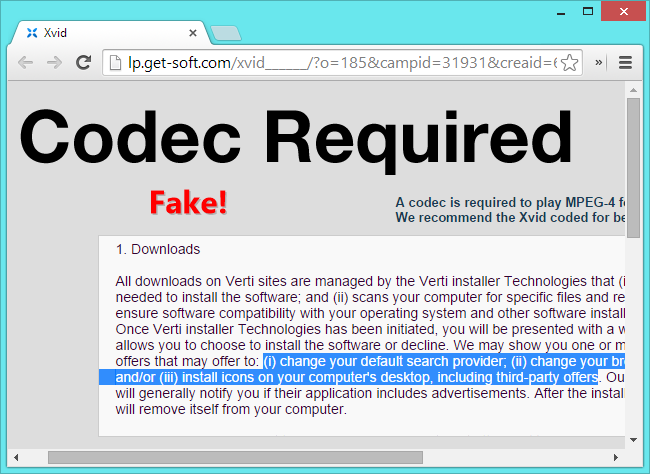 Xvid
lp.get-soft.com/xvid______/?o=185&campid=31931&creaid=6
Codec Required
Fake!
A codec is required to play MPEG-4
We recommend the Xvid coded for
1. Downloads
All downloads on Verti sites are managed by the Verti installer Technologies that (i
needed to install the software; and (ii) scans your computer for specific files and
ensure software compatibility with your operating system and other software
Once Verti installer Technologies has been initiated, you will be presented with a
allows you to choose to install the software or decline. We may show you one or
offers that may offer to: (i) change your default search provider; (ii) change your
and/or (iii) install icons on your computer's desktop, including third-party offers.
will generally notify you if their application includes advertisements. After the
will remove itself from your computer.